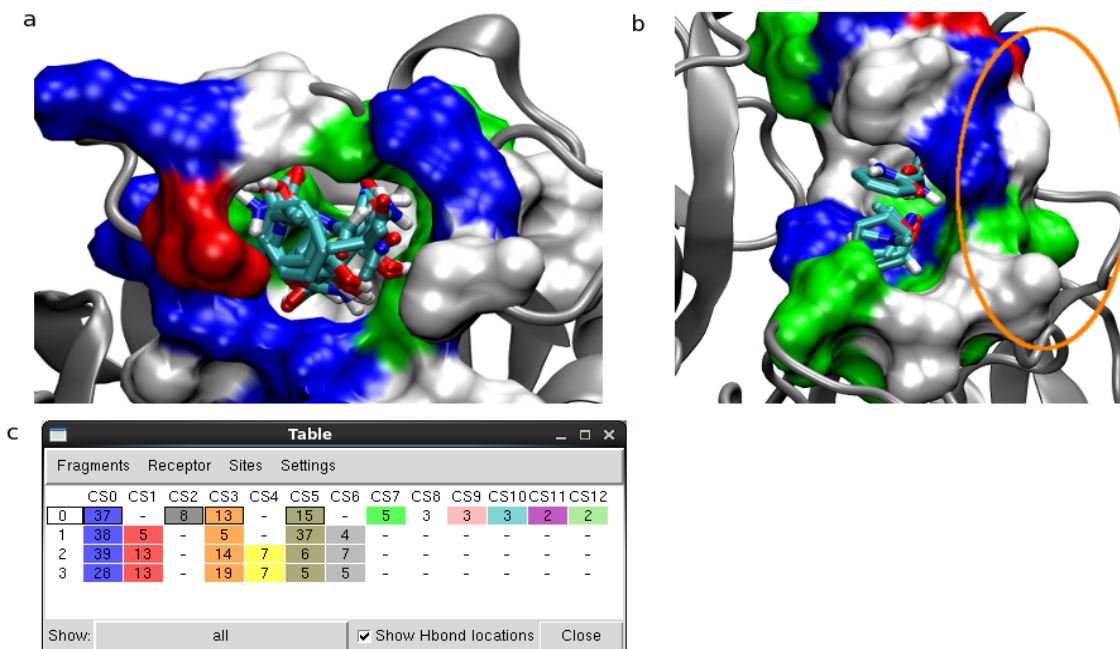 a
b
c
Table
Fragments Receptor Sites Settings
CS0 CS1 CS2 CS3 CS4 CS5 CS6 CS7 CS8 CS9 CS10 CS11 CS12
0 37 - 8 13 - 15 - 5 3 3 3 2 2
1 38 5 - 5 - 37 4 - - - - - -
2 39 13 - 14 7 6 7 - - - - - -
3 28 13 - 19 7 5 5 - - - - - -
Show: all Show Hbond locations Close